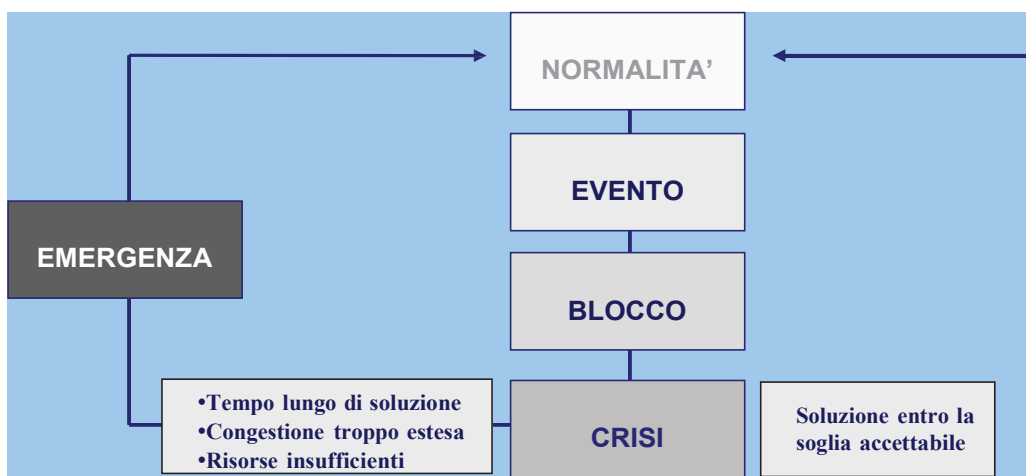 NORMALITA’
EVENTO
EMERGENZA
BLOCCO
•Tempo lungo di soluzione
•Congestione troppo estesa
•Risorse insufficienti
CRISI
Soluzione entro la
soglia accettabile